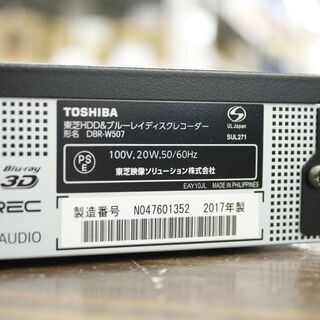 TOSHIBA
東芝HDD&ブルーレイディスクレコーダー
形名 DBR-W507
UL Japan
SUL271
PS
E
100V, 20W, 50/60Hz
東芝映像ソリューション株式会社
EAY10JL MADE IN PHILIPPINES
Blu-ray
3D
REC
AUDIO
製造番号 N047601352 2017年製